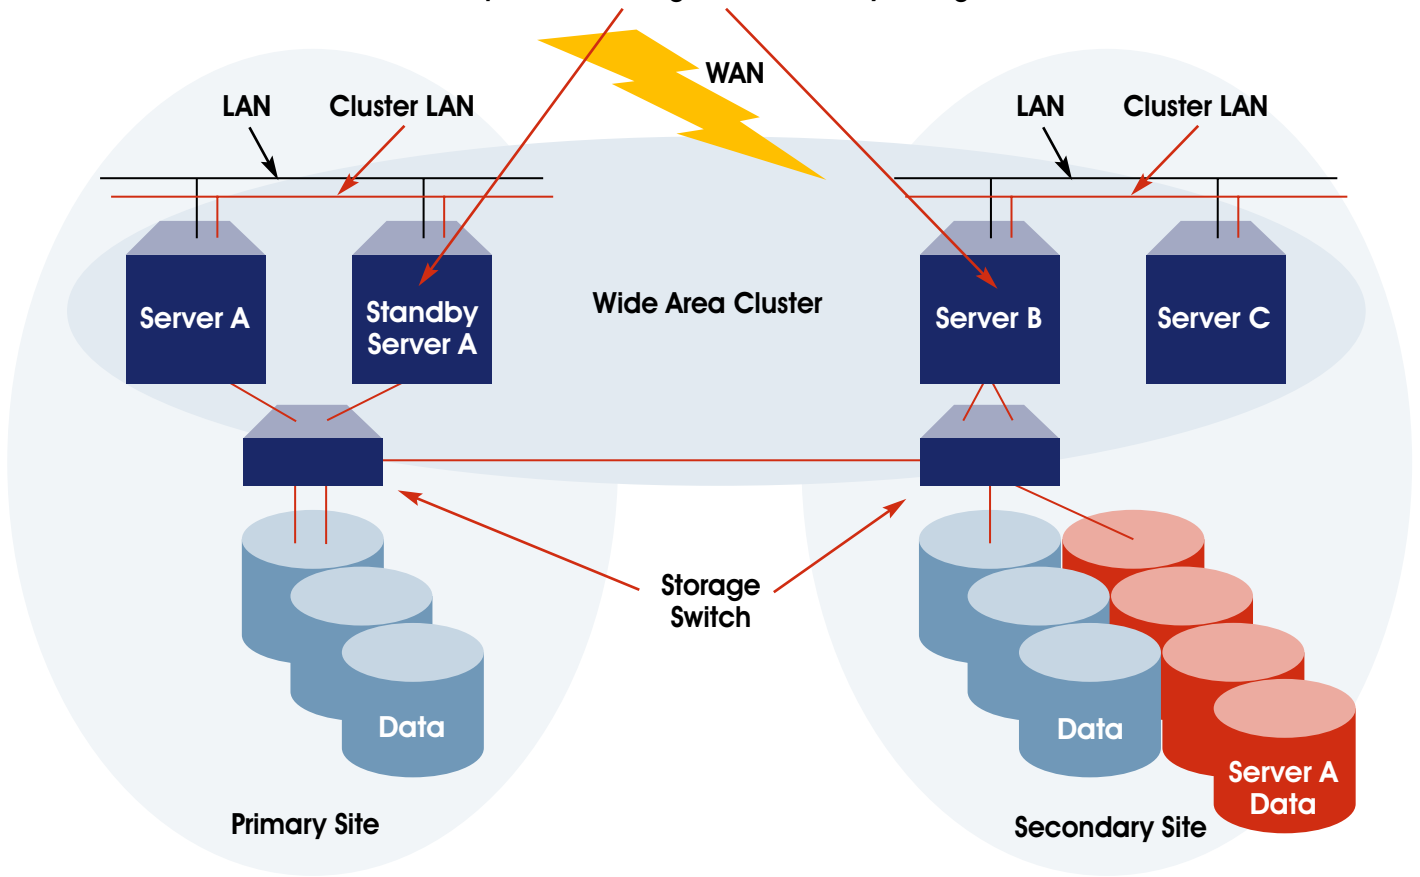 WAN
LAN
Cluster LAN
LAN
Cluster LAN
Server A
Standby
Server A
Wide Area Cluster
Server B
Server C
Storage
Switch
Data
Data
Server A
Data
Primary Site
Secondary Site